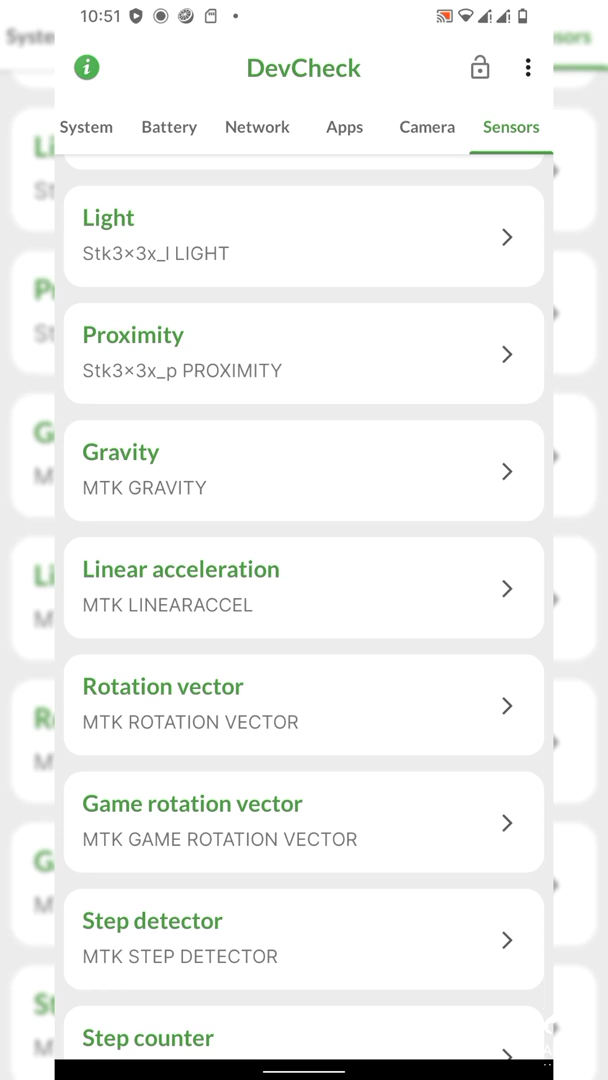 10:51
DevCheck
System Battery Network Apps Camera Sensors
Light
Stk3×3x_l LIGHT
Proximity
Stk3×3x_p PROXIMITY
Gravity
MTK GRAVITY
Linear acceleration
MTK LINEARACCEL
Rotation vector
MTK ROTATION VECTOR
Game rotation vector
MTK GAME ROTATION VECTOR
Step detector
MTK STEP DETECTOR
Step counter